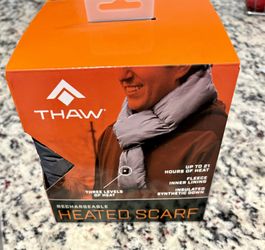 THAW
UP TO 21
HOURS OF HEAT
FLEECE
INNER LINING
THREE LEVELS
OF HEAT
INSULATED
SYNTHETIC DOWN
RECHARGEABLE
HEATED SCARF